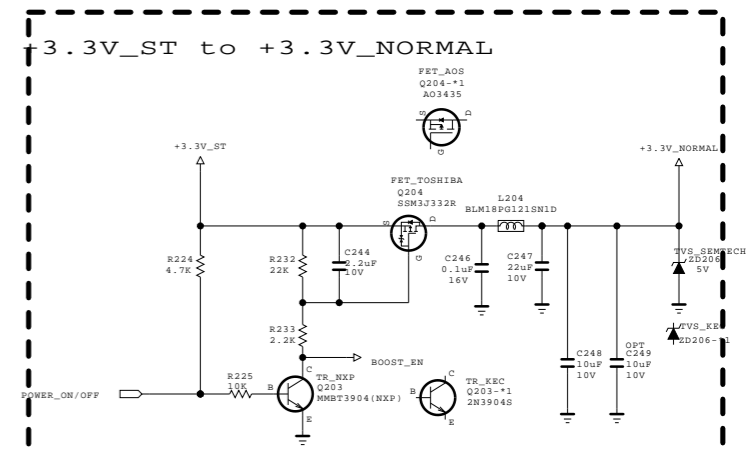 +3.3V_ST to +3.3V_NORMAL
FET_AOS
Q204-*1
AO3435
S
D
G
+3.3V_ST
+3.3V_NORMAL
FET_TOSHIBA
Q204
SSM3J332R
L204
BLM18PG121SN1D
S
D
G
R224
4.7K
R232
22K
C244
2.2uF
10V
C246
0.1uF
16V
C247
22uF
10V
TVS_SEMTECH
ZD206
5V
R233
2.2K
TVS_KEC
ZD206-*1
BOOST_EN
C248
10uF
10V
OPT
C249
10uF
10V
POWER_ON/OFF
R225
10K
B
C
E
TR_NXP
Q203
MMBT3904(NXP)
B
C
E
TR_KEC
Q203-*1
2N3904S